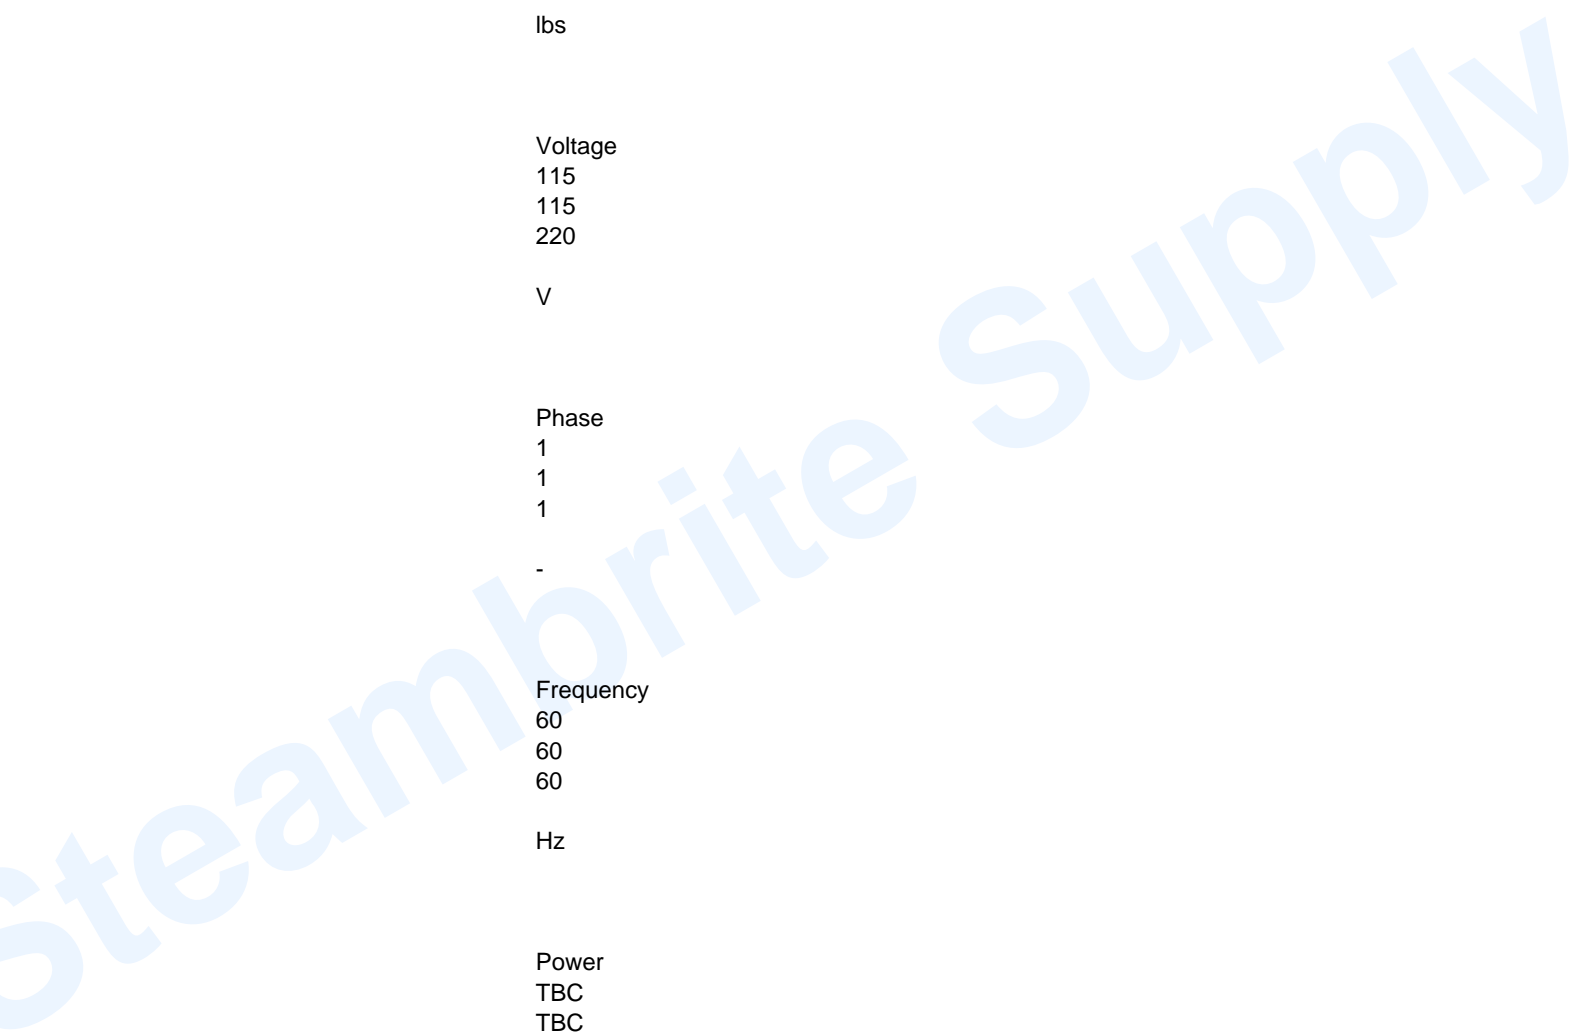 lbs
Voltage
115
115
220
V
Phase
1
1
1
-
Frequency
60
60
60
Hz
Power
TBC
TBC
Steambrite Supply